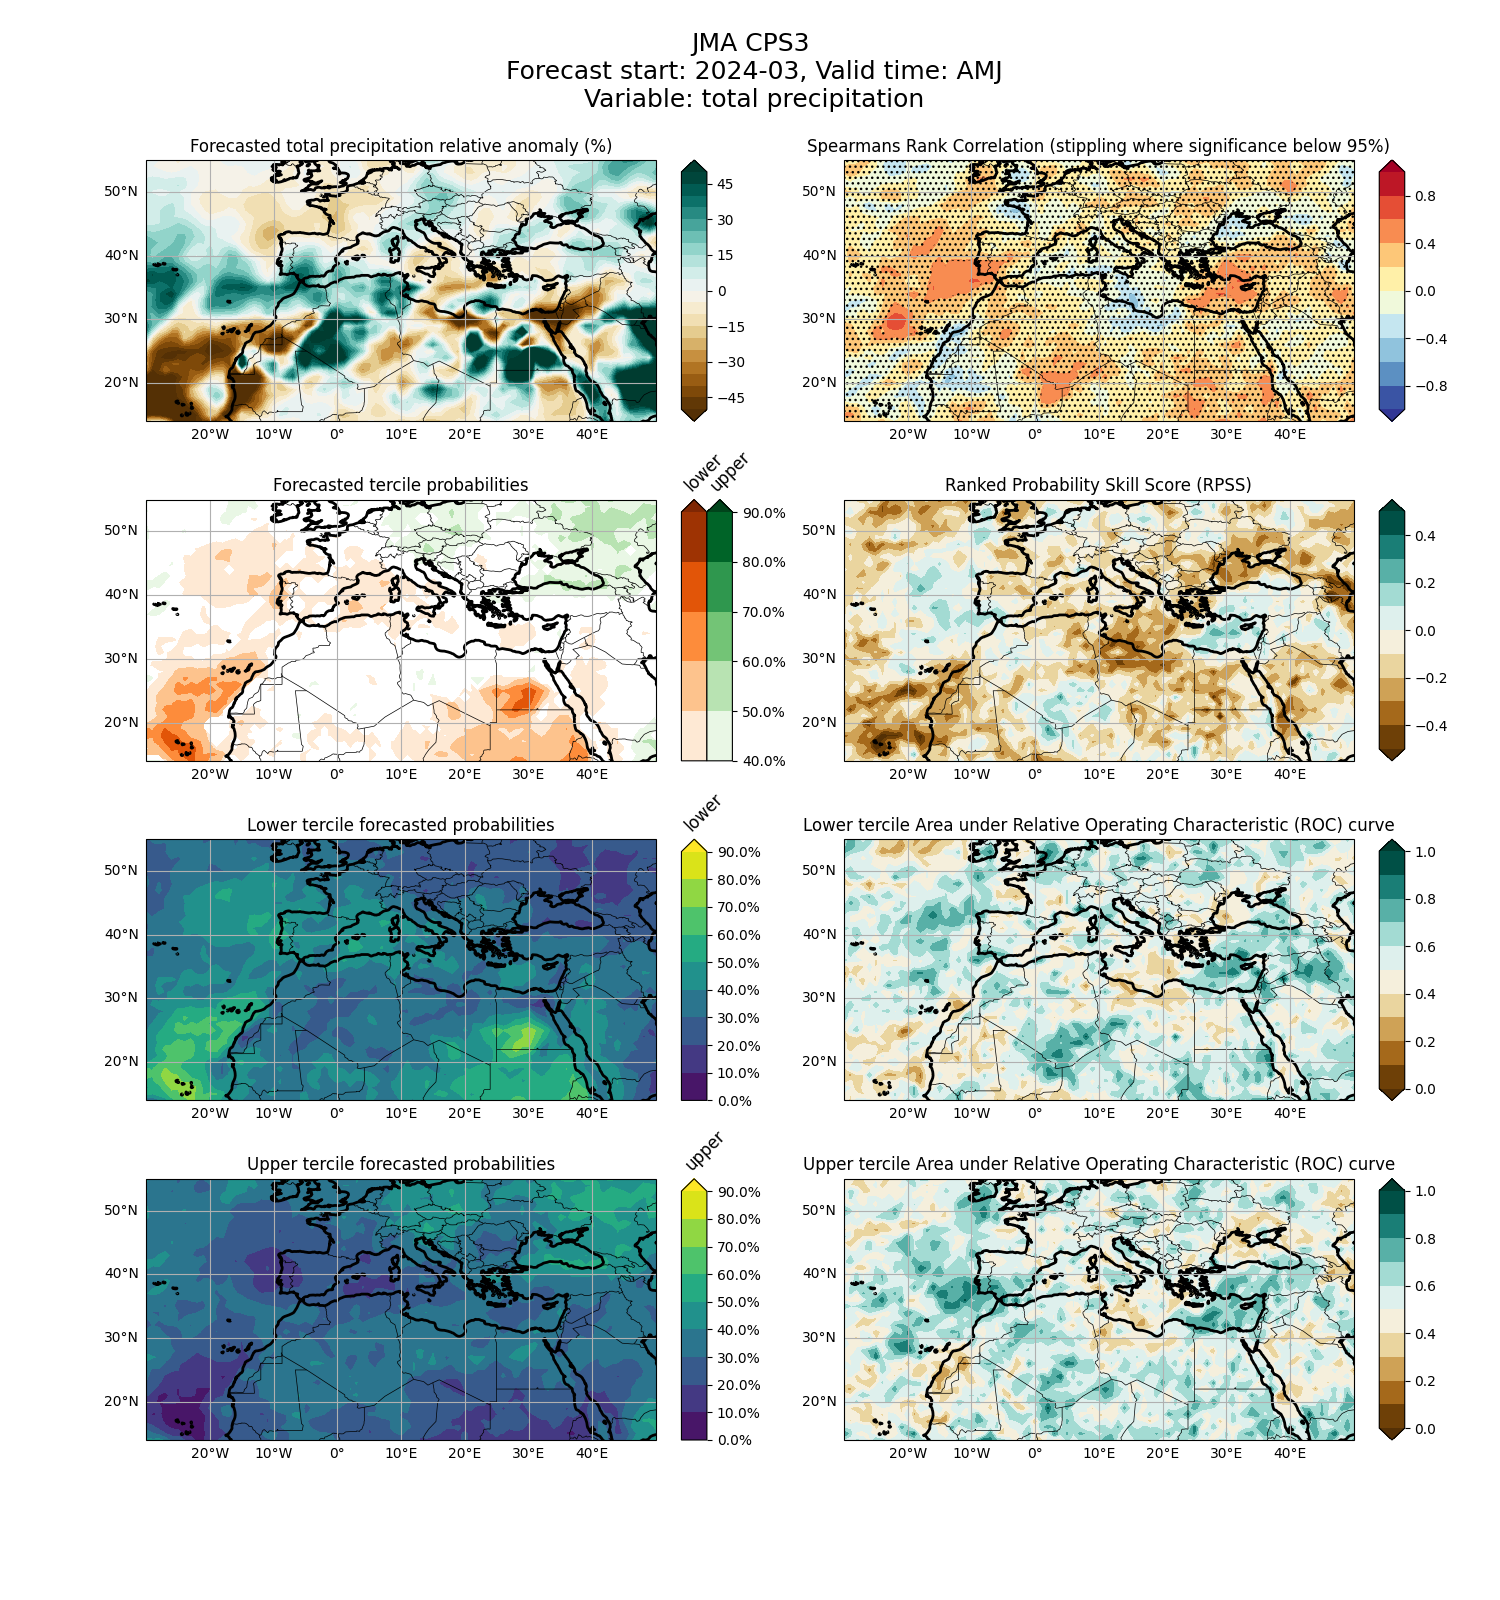 JMA CPS3
Forecast start: 2024-03, Valid time: AMJ
Variable: total precipitation
Forecasted total precipitation relative anomaly (%)
50°N
40°N
30°N
20°N
20°W 10°W 0° 10°E 20°E 30°E 40°E
45
30
15
0
−15
−30
−45
Spearmans Rank Correlation (stippling where significance below 95%)
50°N
40°N
30°N
20°N
20°W 10°W 0° 10°E 20°E 30°E 40°E
0.8
0.4
0.0
−0.4
−0.8
Forecasted tercile probabilities
50°N
40°N
30°N
20°N
20°W 10°W 0° 10°E 20°E 30°E 40°E
lower
upper
90.0%
80.0%
70.0%
60.0%
50.0%
40.0%
Ranked Probability Skill Score (RPSS)
50°N
40°N
30°N
20°N
20°W 10°W 0° 10°E 20°E 30°E 40°E
0.4
0.2
0.0
−0.2
−0.4
Lower tercile forecasted probabilities
50°N
40°N
30°N
20°N
20°W 10°W 0° 10°E 20°E 30°E 40°E
lower
90.0%
80.0%
70.0%
60.0%
50.0%
40.0%
30.0%
20.0%
10.0%
0.0%
Lower tercile Area under Relative Operating Characteristic (ROC) curve
50°N
40°N
30°N
20°N
20°W 10°W 0° 10°E 20°E 30°E 40°E
1.0
0.8
0.6
0.4
0.2
0.0
Upper tercile forecasted probabilities
50°N
40°N
30°N
20°N
20°W 10°W 0° 10°E 20°E 30°E 40°E
upper
90.0%
80.0%
70.0%
60.0%
50.0%
40.0%
30.0%
20.0%
10.0%
0.0%
Upper tercile Area under Relative Operating Characteristic (ROC) curve
50°N
40°N
30°N
20°N
20°W 10°W 0° 10°E 20°E 30°E 40°E
1.0
0.8
0.6
0.4
0.2
0.0